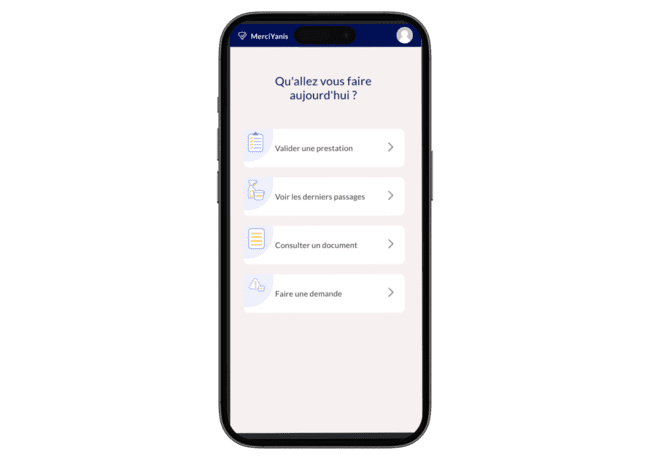 MerciYanis
Qu'allez vous faire
aujourd'hui ?
Valider une prestation
Voir les derniers passages
Consulter un document
Faire une demande